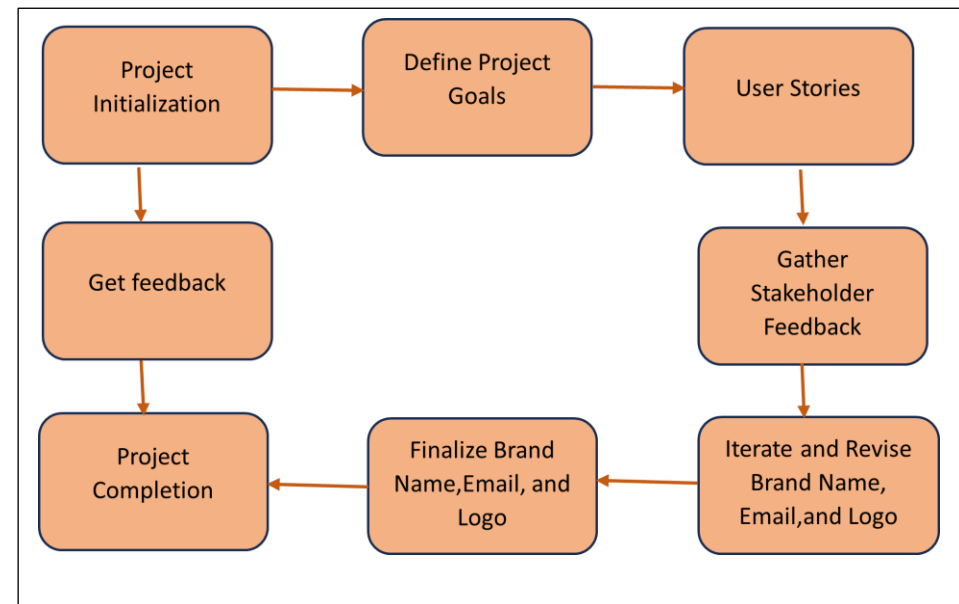 Project
Initialization
Define Project
Goals
User Stories
Get feedback
Gather
Stakeholder
Feedback
Project
Completion
Finalize Brand
Name,Email, and
Logo
Iterate and Revise
Brand Name,
Email,and Logo